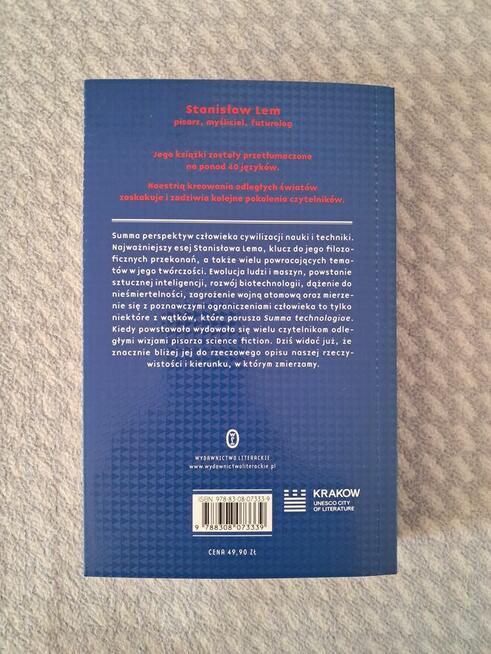 Stanisław Lem
pisarz, myśliciel, futurolog
Jego książki zostały przetłumaczone
na ponad 40 języków.
Maestrią kreowania odległych światów
zaskakuje i zadziwia kolejne pokolenia czytelników.
Summa perspektyw człowieka cywilizacji nauki i techniki.
Najważniejszy esej Stanisława Lema, klucz do jego filozo-
ficznych przekonań, a także wielu powracających tema-
tów w jego twórczości. Ewolucja ludzi i maszyn, powstanie
sztucznej inteligencji, rozwój biotechnologii, dążenie do
nieśmiertelności, zagrożenie wojną atomową oraz mierze-
nie się z poznawczymi ograniczeniami człowieka to tylko
niektóre z wątków, które porusza Summa technologiae.
Kiedy powstawała wydawała się wielu czytelnikom odle-
głymi wizjami pisarza science fiction. Dziś widać już, że
znacznie bliżej jej do rzeczowego opisu naszej rzeczy-
wistości i kierunku, w którym zmierzamy.
WYDAWNICTWO LITERACKIE
www.wydawnictwoliterackie.pl
ISBN 978-83-08-07333-9
9 788308 073339
KRAKOW
UNESCO CITY
OF LITERATURE
CENA 49,90 ZŁ